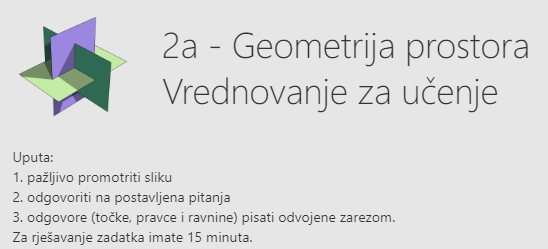 2a - Geometrija prostora
Vrednovanje za učenje
Uputa:
1. pažljivo promotriti sliku
2. odgovoriti na postavljena pitanja
3. odgovore (točke, pravce i ravnine) pisati odvojene zarezom.
Za rješavanje zadatka imate 15 minuta.